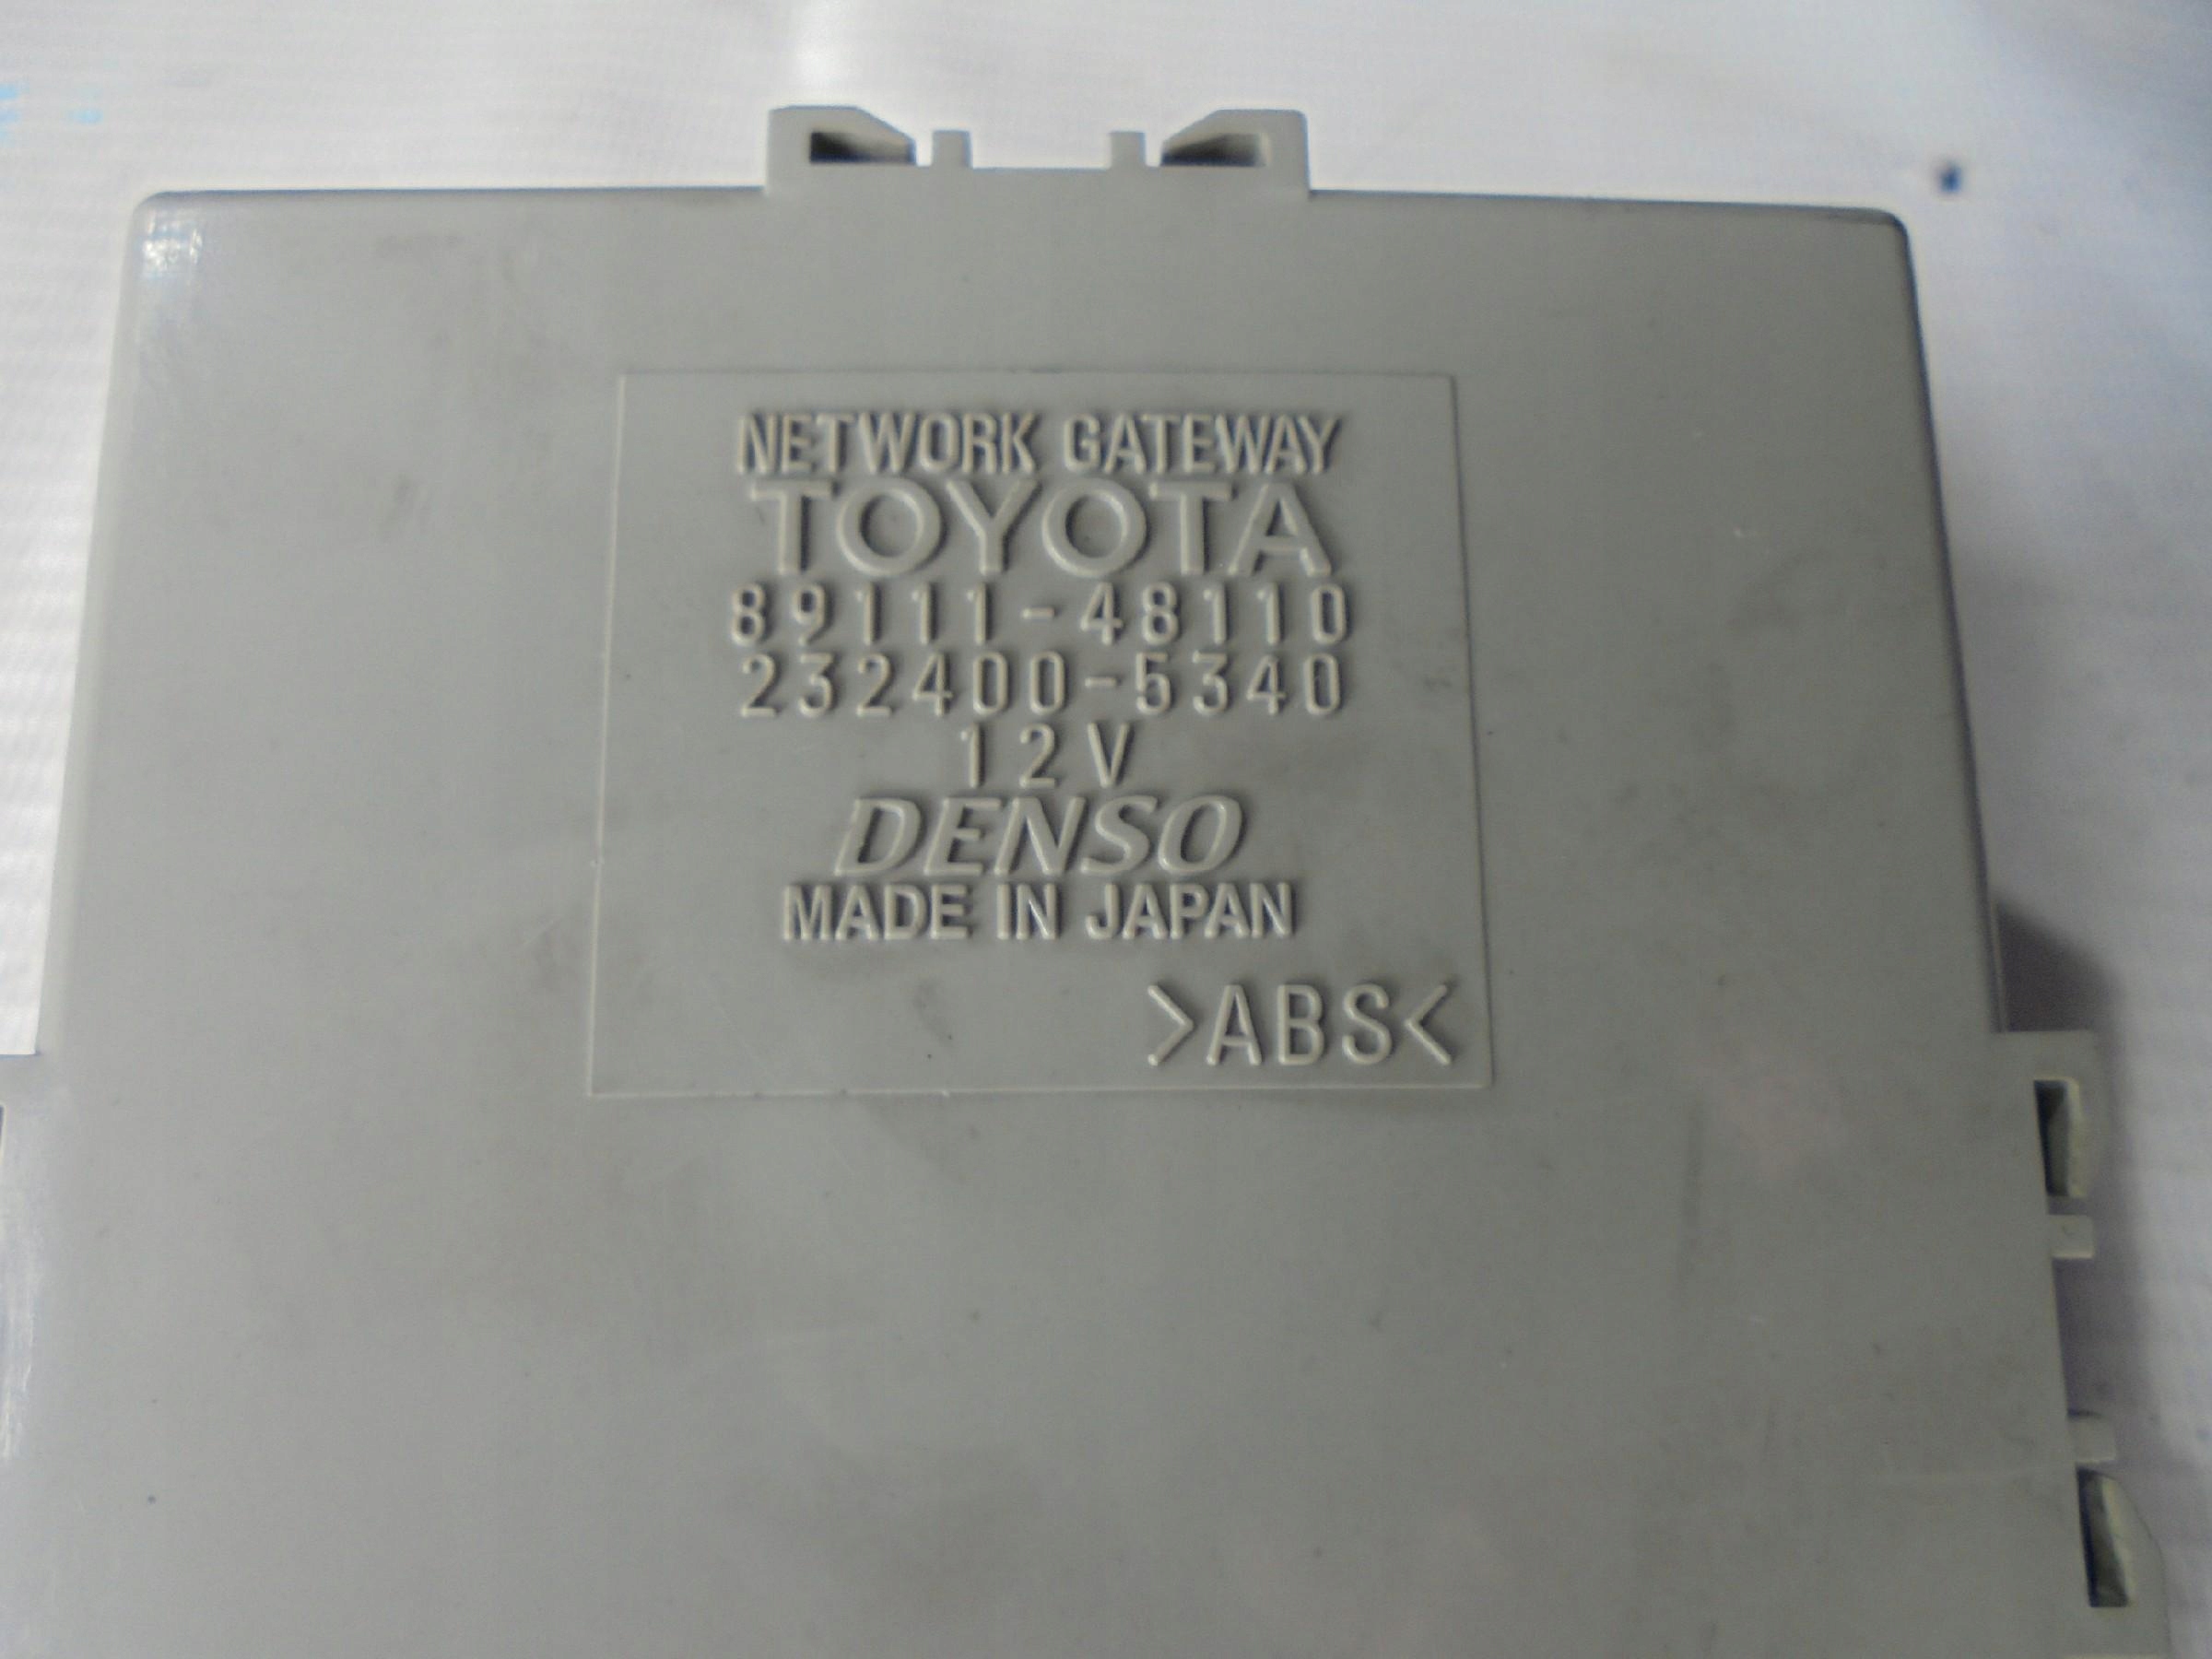 NETWORK GATEWAY
TOYOTA
89111-48110
232400-5340
12V
DENSO
MADE IN JAPAN
>ABS<